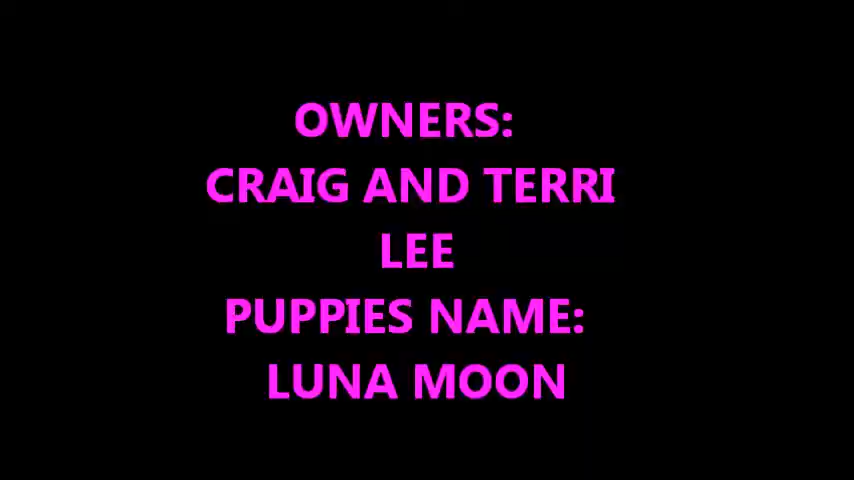 OWNERS:
CRAIG AND TERRI
LEE
PUPPIES NAME:
LUNA MOON